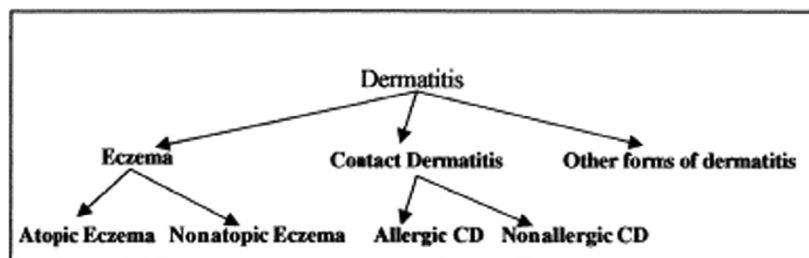 Dermatitis
Eczema Contact Dermatitis Other forms of dermatitis
Atopic Eczema Nonatopic Eczema Allergic CD Nonallergic CD